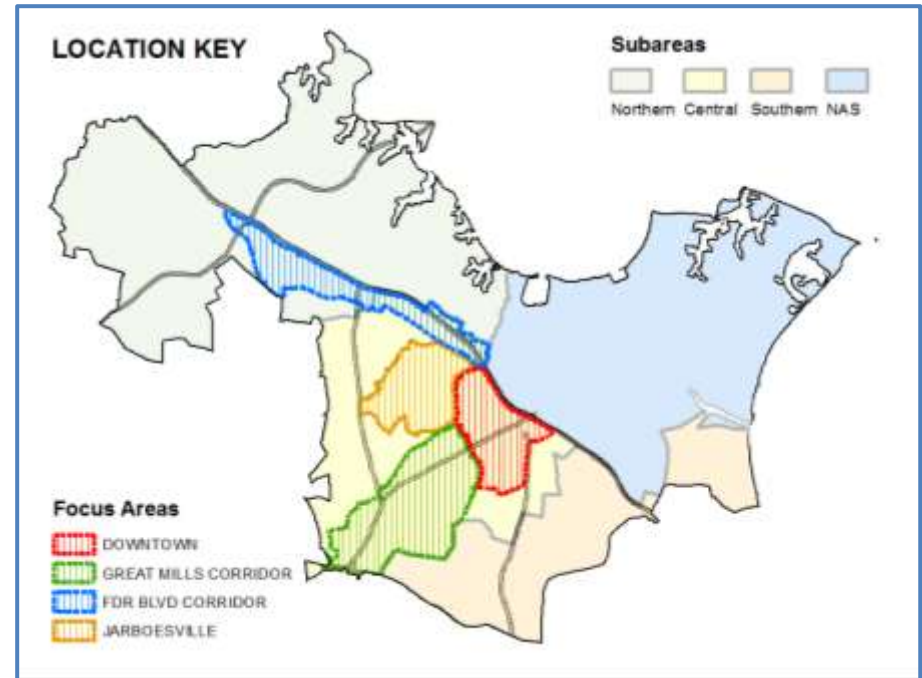 LOCATION KEY
Subareas
Northern Central Southern NAS
Focus Areas
DOWNTOWN
GREAT MILLS CORRIDOR
FDR BLVD CORRIDOR
JARBOESVILLE